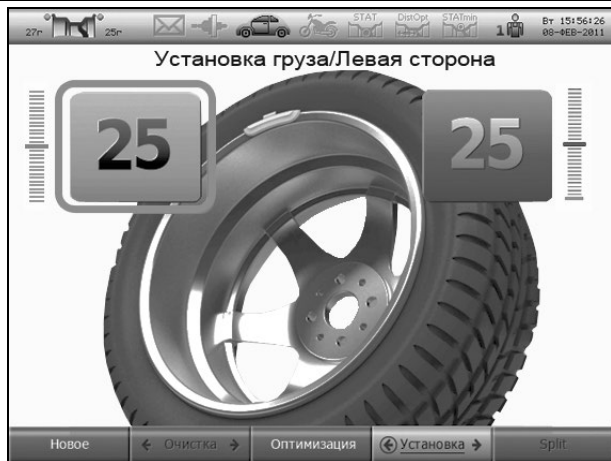 27г 25г STAT DistOpt STATmin 1 Вт 15:56:26
08-ФЕВ-2011
Установка груза/Левая сторона
25 25
Новое Очистка Оптимизация Установка Split